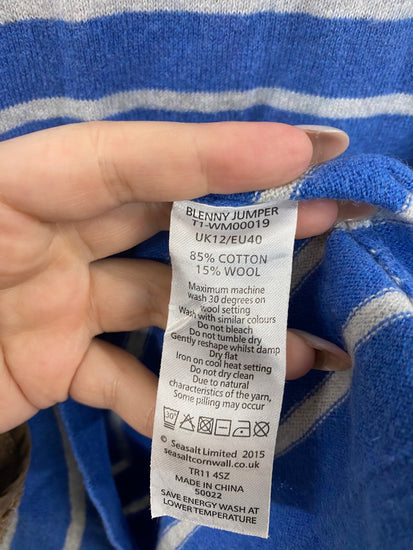 BLENNY JUMPER
T1-WM00019
UK12/EU40
85% COTTON
15% WOOL
Maximum machine
wash 30 degrees on
wool setting
Wash with similar colours
Do not bleach
Do not tumble dry
Gently reshape whilst damp
Dry flat
Iron on cool heat setting
Do not dry clean
Due to natural
characteristics of the yarn,
Some pilling may occur
30°
© Seasalt Limited 2015
seasaltcornwall.co.uk
TR11 4SZ
MADE IN CHINA
50022
SAVE ENERGY WASH AT
LOWER TEMPERATURE